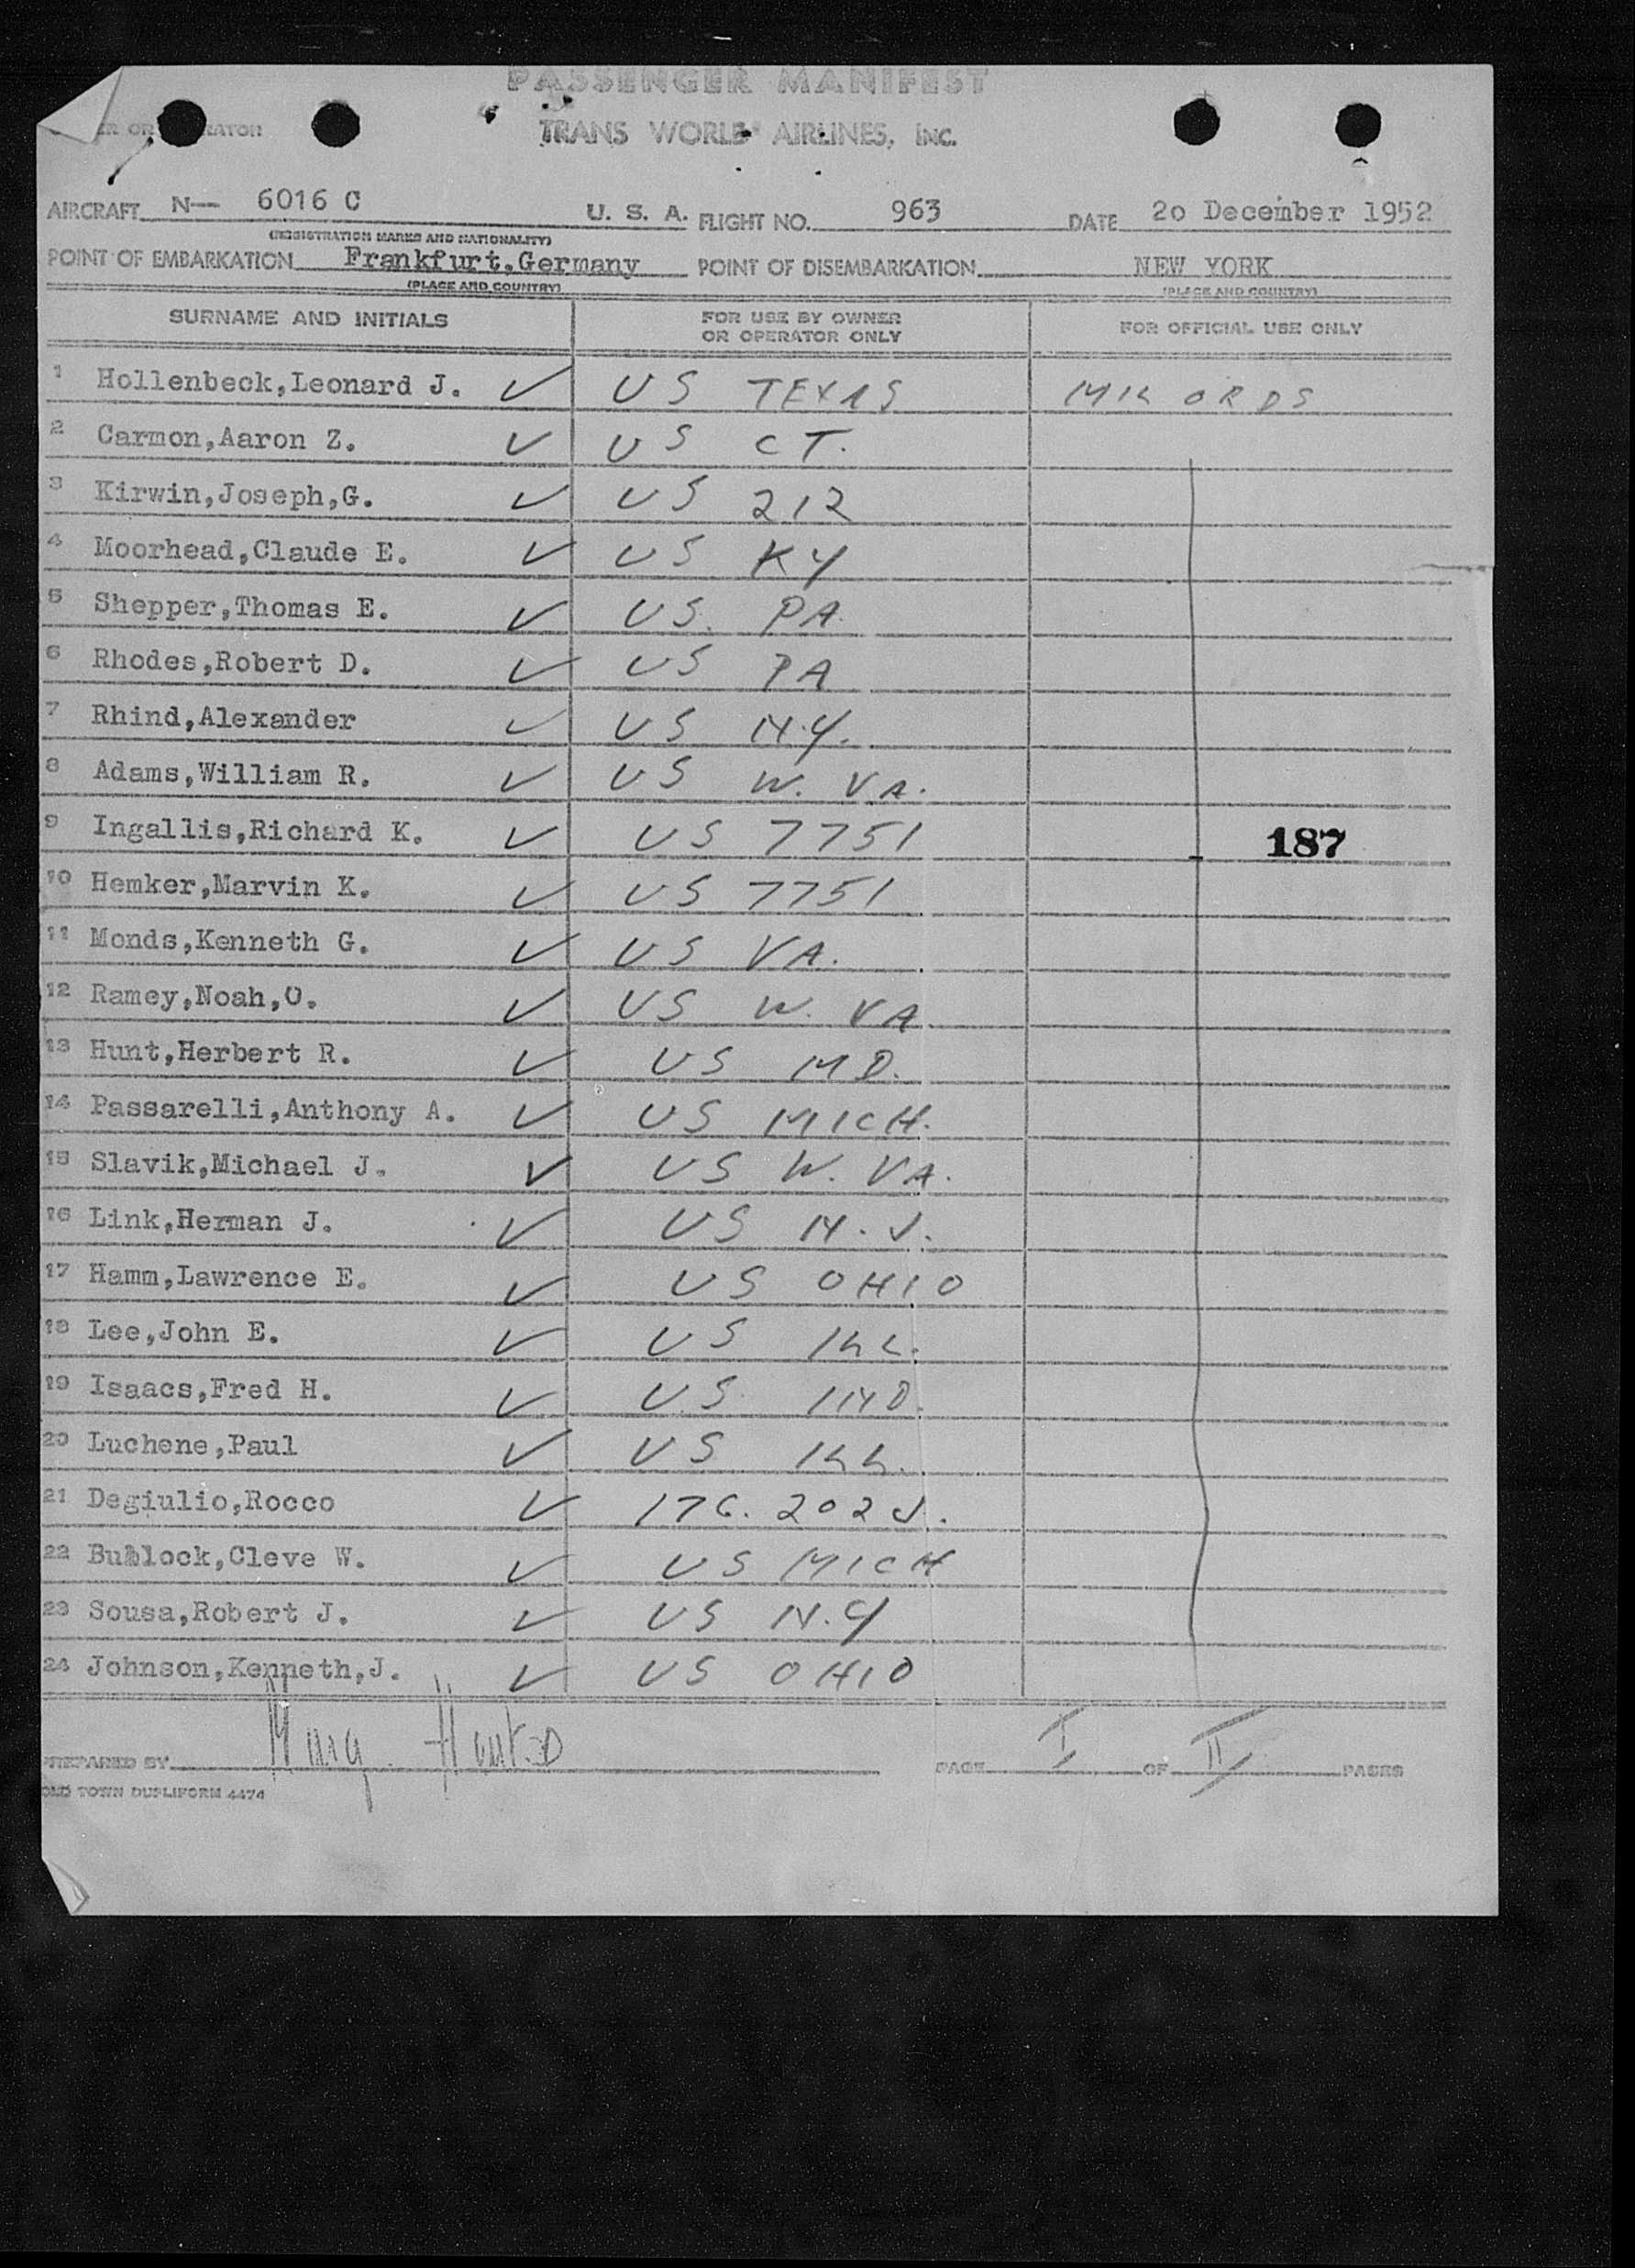 PASSENGER MANIFEST
TRANS WORLD AIRLINES, INC.
AIRCRAFT N— 6016 C U. S. A. FLIGHT NO. 963 DATE 20 December 1952
(REGISTRATION MARKS AND NATIONALITY)
POINT OF EMBARKATION Frankfurt,Germany POINT OF DISEMBARKATION NEW YORK
(PLACE AND COUNTRY) (PLACE AND COUNTRY)
SURNAME AND INITIALS FOR USE BY OWNER OR OPERATOR ONLY FOR OFFICIAL USE ONLY
1 Hollenbeck,Leonard J. ✓ US TEXAS MIL ORDS
2 Carmon,Aaron Z. ✓ US CT.
3 Kirwin,Joseph,G. ✓ US 212
4 Moorhead,Claude E. ✓ US KY
5 Shepper,Thomas E. ✓ US. PA.
6 Rhodes,Robert D. ✓ US PA
7 Rhind,Alexander ✓ US N.Y.
8 Adams,William R. ✓ US W. VA.
9 Ingallis,Richard K. ✓ US 7751 187
10 Hemker,Marvin K. ✓ US 7751
11 Monds,Kenneth G. ✓ US VA.
12 Ramey,Noah,O. ✓ US W. VA.
13 Hunt,Herbert R. ✓ US MD.
14 Passarelli,Anthony A. ✓ US MICH.
15 Slavik,Michael J. ✓ US W. VA.
16 Link,Herman J. ✓ US N. J.
17 Hamm,Lawrence E. ✓ US OHIO
18 Lee,John E. ✓ US ILL.
19 Isaacs,Fred H. ✓ US IND.
20 Luchene,Paul ✓ US ILL.
21 Degiulio,Rocco ✓ ITC. 202 J.
22 Bullock,Cleve W. ✓ US MICH
23 Sousa,Robert J. ✓ US N.Y
24 Johnson,Kenneth,J. ✓ US OHIO
PREPARED BY PAGE I OF II PAGES
OLD TOWN DUPLIFORM 4474